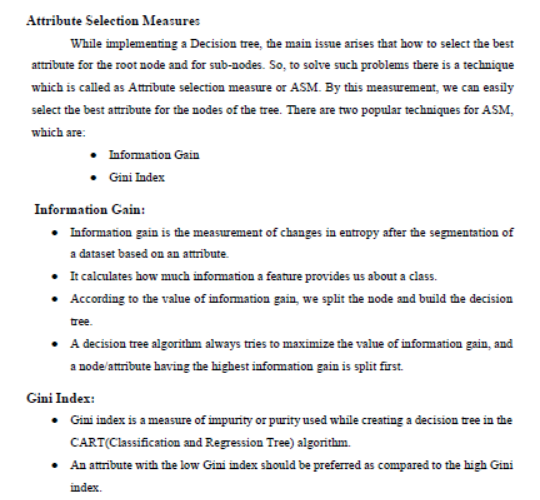 Attribute Selection Measures
While implementing a Decision tree, the main issue arises that how to select the best
attribute for the root node and for sub-nodes. So, to solve such problems there is a technique
which is called as Attribute selection measure or ASM. By this measurement, we can easily
select the best attribute for the nodes of the tree. There are two popular techniques for ASM,
which are:
• Information Gain
• Gini Index
Information Gain:
• Information gain is the measurement of changes in entropy after the segmentation of
a dataset based on an attribute.
• It calculates how much information a feature provides us about a class.
• According to the value of information gain, we split the node and build the decision
tree.
• A decision tree algorithm always tries to maximize the value of information gain, and
a node/attribute having the highest information gain is split first.
Gini Index:
• Gini index is a measure of impurity or purity used while creating a decision tree in the
CART(Classification and Regression Tree) algorithm.
• An attribute with the low Gini index should be preferred as compared to the high Gini
index.